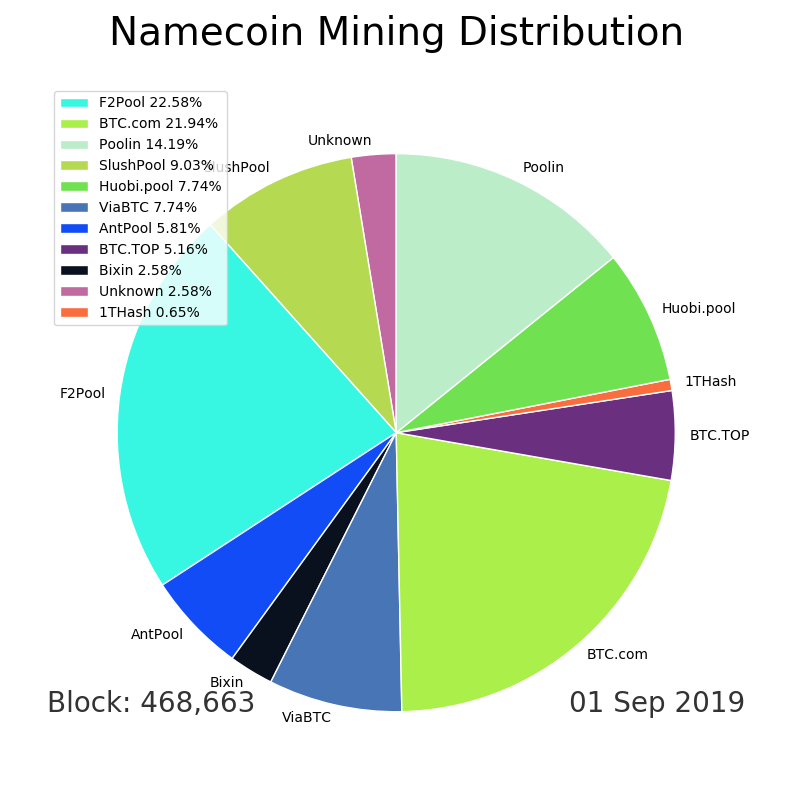 Namecoin Mining Distribution
F2Pool 22.58%
BTC.com 21.94%
Poolin 14.19%
SlushPool 9.03%
Huobi.pool 7.74%
ViaBTC 7.74%
AntPool 5.81%
BTC.TOP 5.16%
Bixin 2.58%
Unknown 2.58%
1THash 0.65%
Unknown
SlushPool
Poolin
Huobi.pool
1THash
F2Pool
BTC.TOP
AntPool
BTC.com
Bixin
ViaBTC
Block: 468,663
01 Sep 2019